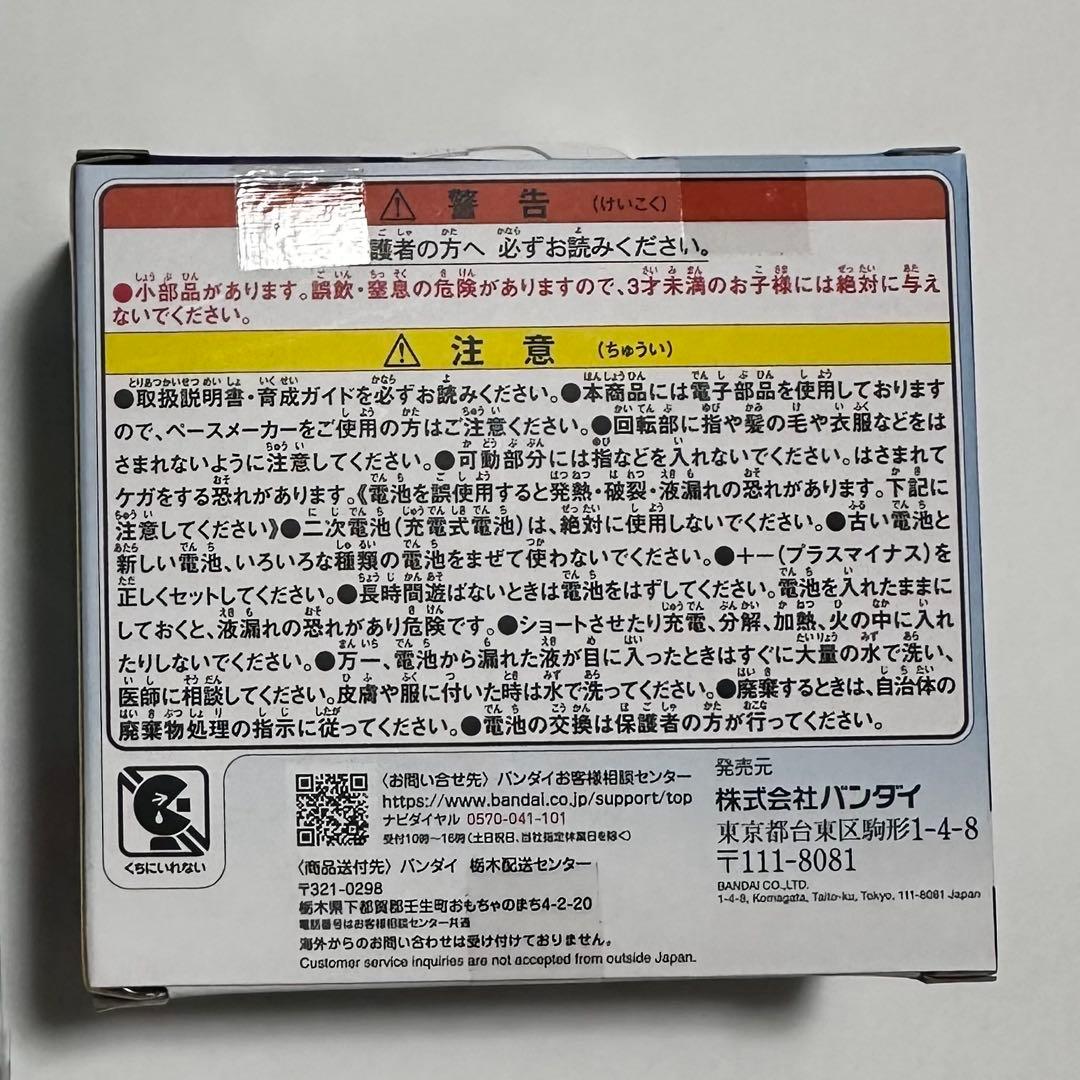 警告 (けいこく)
護者の方へ 必ずお読みください。
●小部品があります。誤飲・窒息の危険がありますので、3才未満のお子様には絶対に与え
ないでください。
注意 (ちゅうい)
●取扱説明書・育成ガイドを必ずお読みください。●本商品には電子部品を使用しております
ので、ペースメーカーをご使用の方はご注意ください。●回転部に指や髪の毛や衣服などをは
さまれないように注意してください。●可動部分には指などを入れないでください。はさまれて
ケガをする恐れがあります。《電池を誤使用すると発熱・破裂・液漏れの恐れがあります。下記に
注意してください》●二次電池(充電式電池)は、絶対に使用しないでください。●古い電池と
新しい電池、いろいろな種類の電池をまぜて使わないでください。●+-(プラスマイナス)を
正しくセットしてください。●長時間遊ばないときは電池をはずしてください。電池を入れたままに
しておくと、液漏れの恐れがあり危険です。●ショートさせたり充電、分解、加熱、火の中に入れ
たりしないでください。●万一、電池から漏れた液が目に入ったときはすぐに大量の水で洗い、
医師に相談してください。皮膚や服に付いた時は水で洗ってください。●廃棄するときは、自治体の
廃棄物処理の指示に従ってください。●電池の交換は保護者の方が行ってください。
くちにいれない
〈お問い合せ先〉バンダイお客様相談センター
https://www.bandai.co.jp/support/top
ナビダイヤル 0570-041-101
受付10時~16時(土日祝日、当社指定休業日を除く)
〈商品送付先〉バンダイ 栃木配送センター
〒321-0298
栃木県下都賀郡壬生町おもちゃのまち4-2-20
電話番号はお客様相談センター共通
海外からのお問い合わせは受け付けておりません。
Customer service inquiries are not accepted from outside Japan.
発売元
株式会社バンダイ
東京都台東区駒形1-4-8
〒111-8081
BANDAI CO.,LTD.
1-4-8, Komagata, Taito-ku, Tokyo, 111-8081 Japan